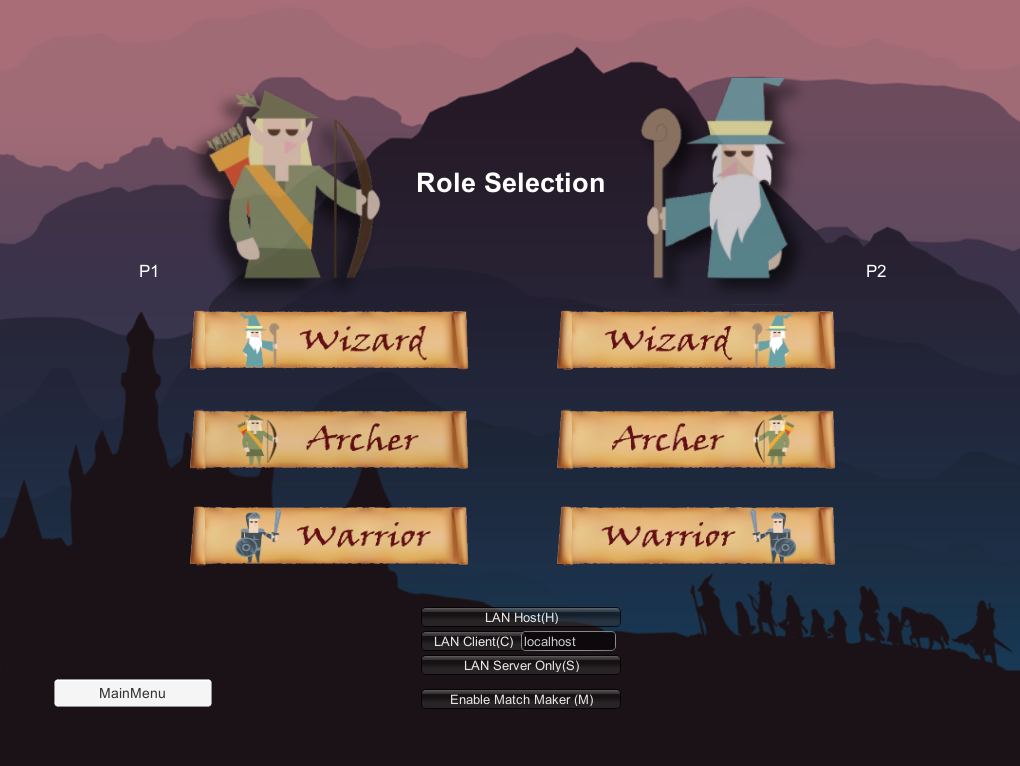 Role Selection
P1
P2
Wizard
Wizard
Archer
Archer
Warrior
Warrior
LAN Host(H)
LAN Client(C) localhost
LAN Server Only(S)
MainMenu
Enable Match Maker (M)